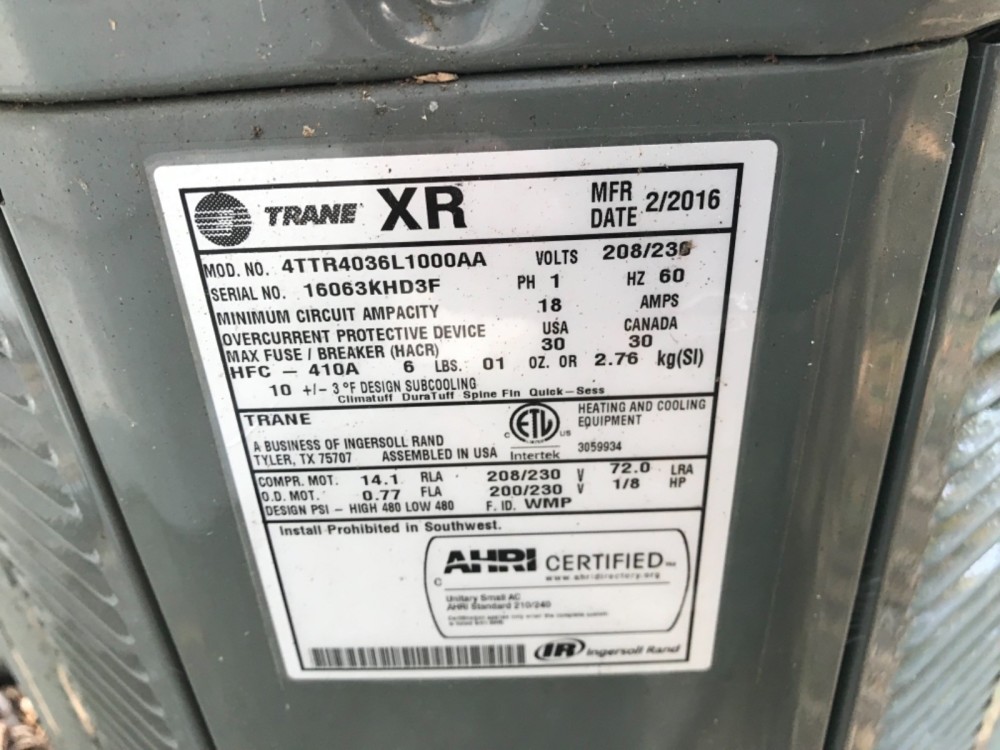 TRANE XR MFR DATE 2/2016
MOD. NO. 4TTR4036L1000AA VOLTS 208/230
SERIAL NO. 16063KHD3F PH 1 HZ 60
MINIMUM CIRCUIT AMPACITY 18 AMPS
OVERCURRENT PROTECTIVE DEVICE USA CANADA
MAX FUSE / BREAKER (HACR) 30 30
HFC - 410A 6 LBS. 01 OZ. OR 2.76 kg(SI)
10 +/- 3 °F DESIGN SUBCOOLING
Climatuff DuraTuff Spine Fin Quick-Sess
TRANE
A BUSINESS OF INGERSOLL RAND
TYLER, TX 75707 ASSEMBLED IN USA
C ETL US
Intertek
HEATING AND COOLING
EQUIPMENT
3059934
COMPR. MOT. 14.1 RLA 208/230 V 72.0 LRA
O.D. MOT. 0.77 FLA 200/230 V 1/8 HP
DESIGN PSI - HIGH 480 LOW 480 F. ID. WMP
Install Prohibited in Southwest.
AHRI CERTIFIED™
www.ahridirectory.org
Unitary Small AC
AHRI Standard 210/240
IR Ingersoll Rand